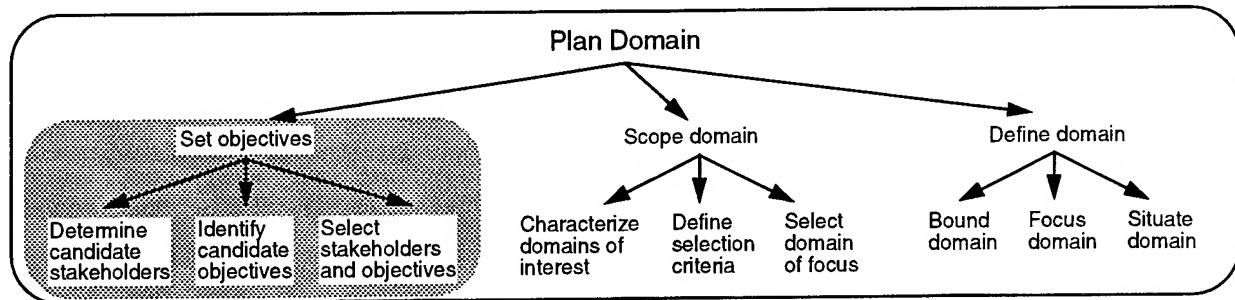 Plan Domain
Set objectives
Scope domain
Define domain
Determine
candidate
stakeholders
Identify
candidate
objectives
Select
stakeholders
and objectives
Characterize
domains of
interest
Define
selection
criteria
Select
domain
of focus
Bound
domain
Focus
domain
Situate
domain